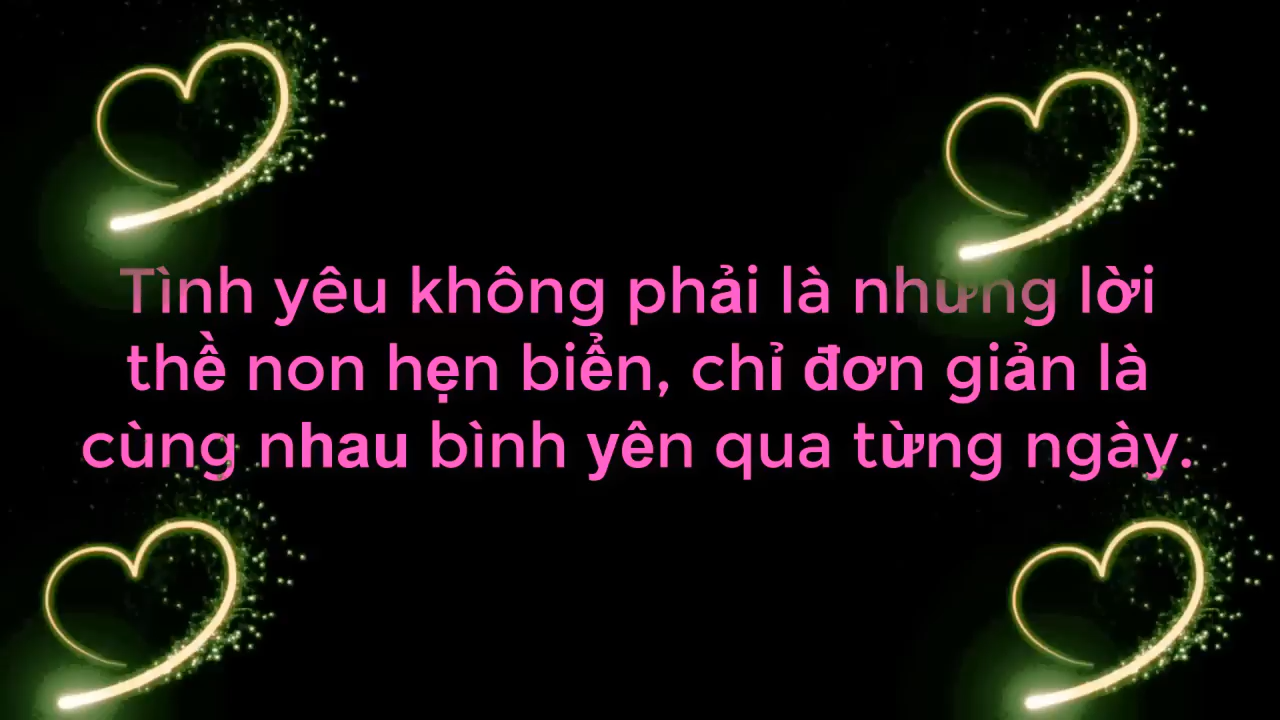 Tình yêu không phải là những lời
thề non hẹn biển, chỉ đơn giản là
cùng nhau bình yên qua từng ngày.